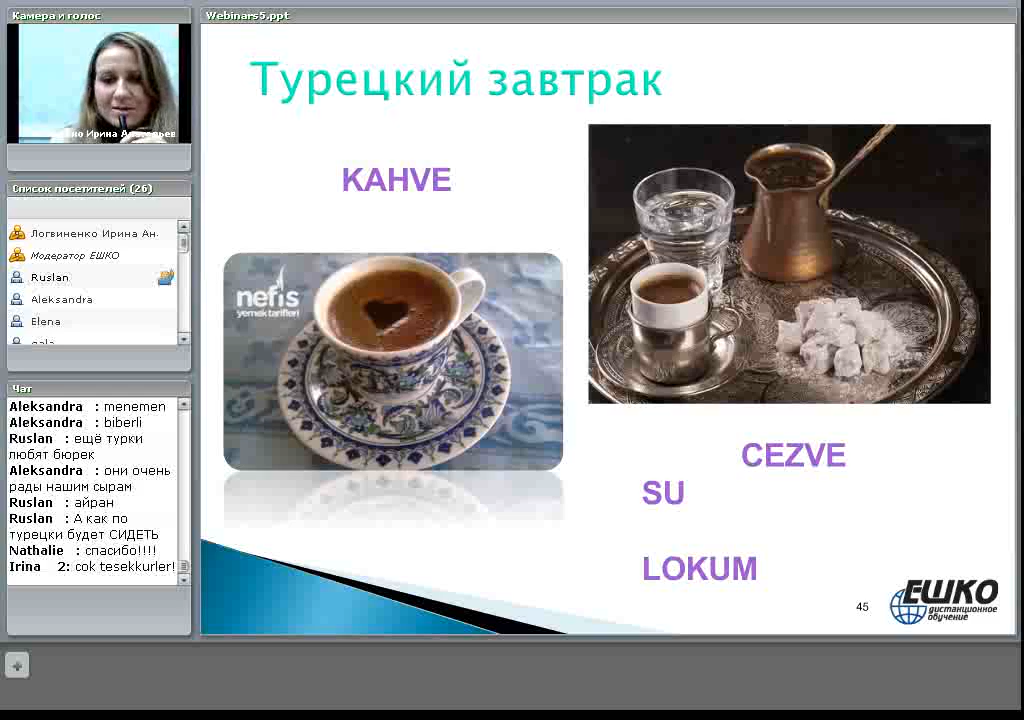 Камера и голос
Ирина Анатольев
Список посетителей (26)
Логвиненко Ирина Ан.
Модератор ЕШКО
Ruslan
Aleksandra
Elena
Чат
Aleksandra : menemen
Aleksandra : biberli
Ruslan : ещё турки
любят бюрек
Aleksandra : они очень
рады нашим сырам
Ruslan : айран
Ruslan : А как по
турецки будет СИДЕТЬ
Nathalie : спасибо!!!!
Irina 2: cok tesekkurler!
Webinars5.ppt
Турецкий завтрак
KAHVE
nefis
yemek tarifleri
CEZVE
SU
LOKUM
45
ЕШКО
дистанционное
обучение